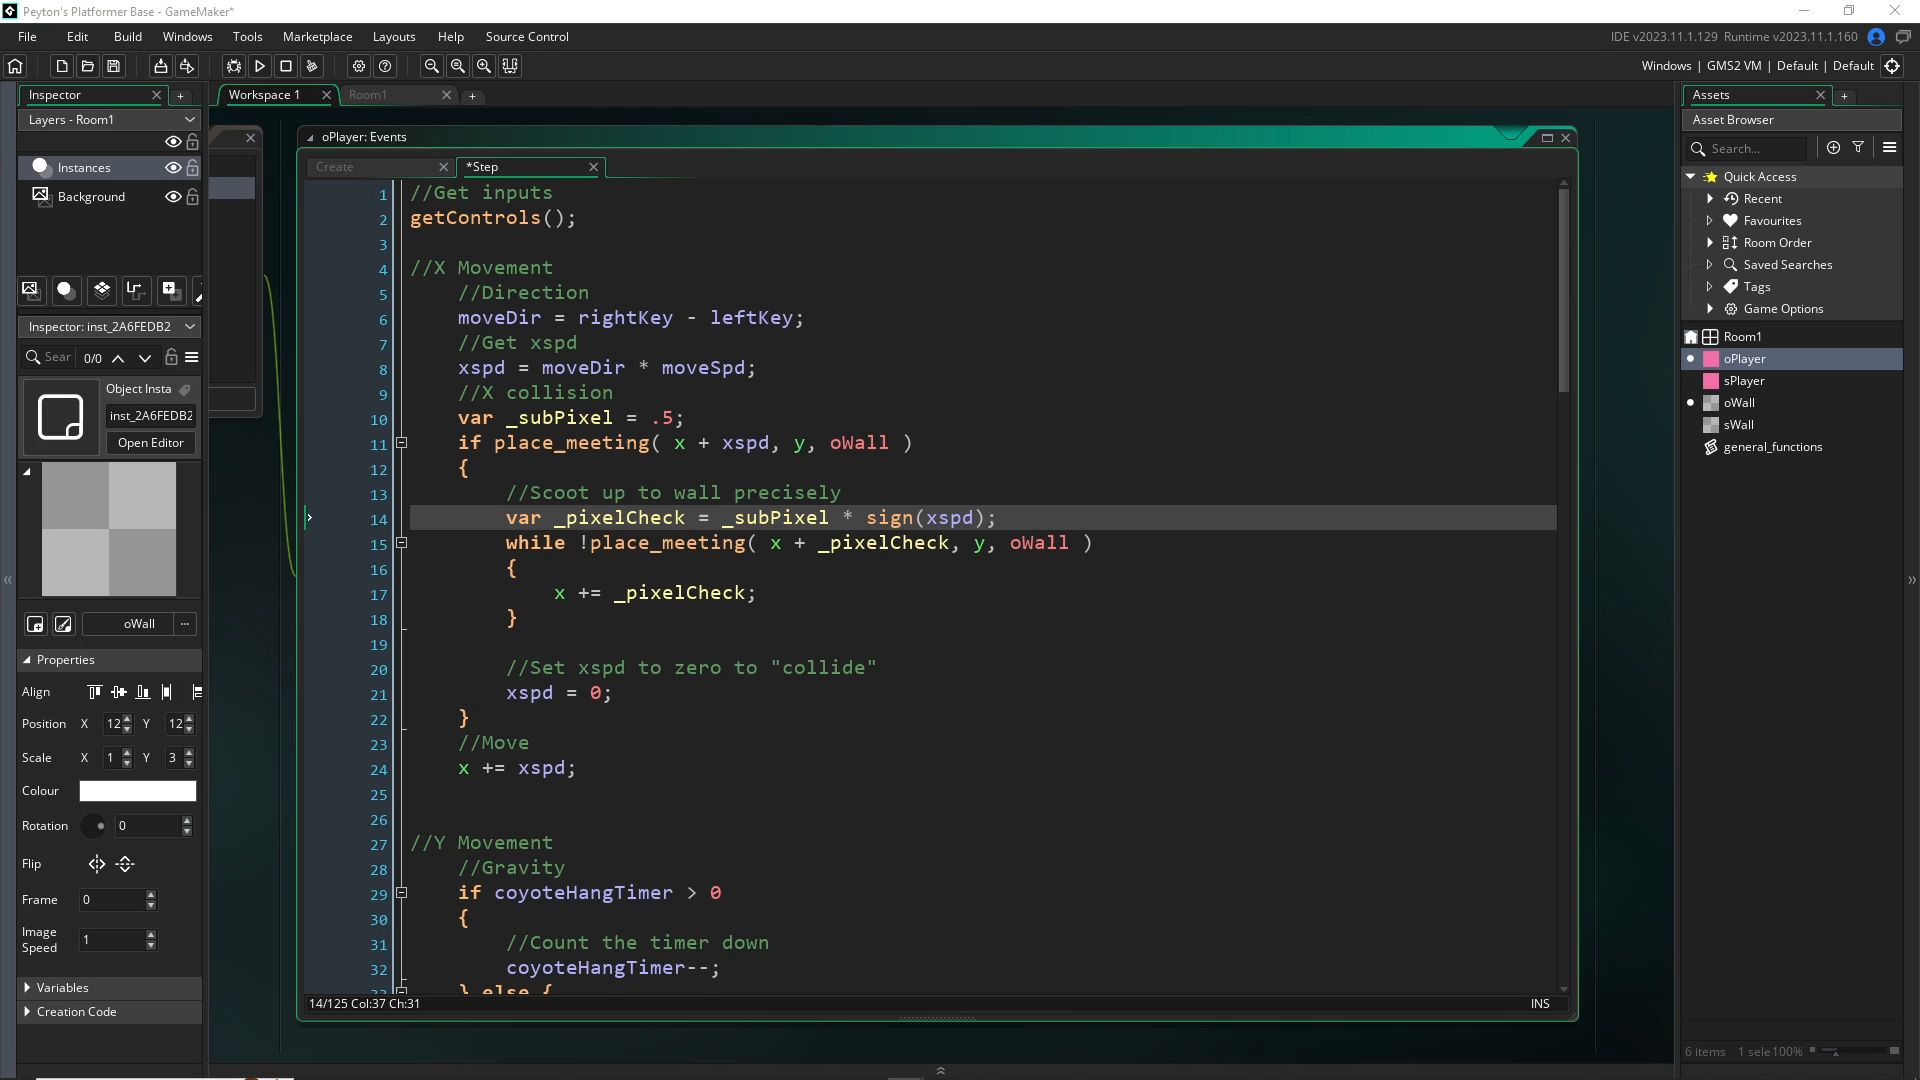 Peyton's Platformer Base - GameMaker*
File Edit Build Windows Tools Marketplace Layouts Help Source Control
IDE v2023.11.1.129 Runtime v2023.11.1.160
Windows | GMS2 VM | Default | Default
Inspector
Layers - Room1
Instances
Background
Inspector: inst_2A6FEDB2
Sear 0/0
Object Insta
inst_2A6FEDB2
Open Editor
oWall ...
Properties
Align
Position X 12 Y 12
Scale X 1 Y 3
Colour
Rotation 0
Flip
Frame 0
Image Speed 1
Variables
Creation Code
Workspace 1 Room1
oPlayer: Events
Create *Step
1 //Get inputs
2 getControls();
3
4 //X Movement
5 //Direction
6 moveDir = rightKey - leftKey;
7 //Get xspd
8 xspd = moveDir * moveSpd;
9 //X collision
10 var _subPixel = .5;
11 if place_meeting( x + xspd, y, oWall )
12 {
13 //Scoot up to wall precisely
14 var _pixelCheck = _subPixel * sign(xspd);
15 while !place_meeting( x + _pixelCheck, y, oWall )
16 {
17 x += _pixelCheck;
18 }
19
20 //Set xspd to zero to "collide"
21 xspd = 0;
22 }
23 //Move
24 x += xspd;
25
26
27 //Y Movement
28 //Gravity
29 if coyoteHangTimer > 0
30 {
31 //Count the timer down
32 coyoteHangTimer--;
33 } else {
14/125 Col:37 Ch:31 INS
Assets
Asset Browser
Search...
Quick Access
Recent
Favourites
Room Order
Saved Searches
Tags
Game Options
Room1
oPlayer
sPlayer
oWall
sWall
general_functions
6 items 1 sele100%